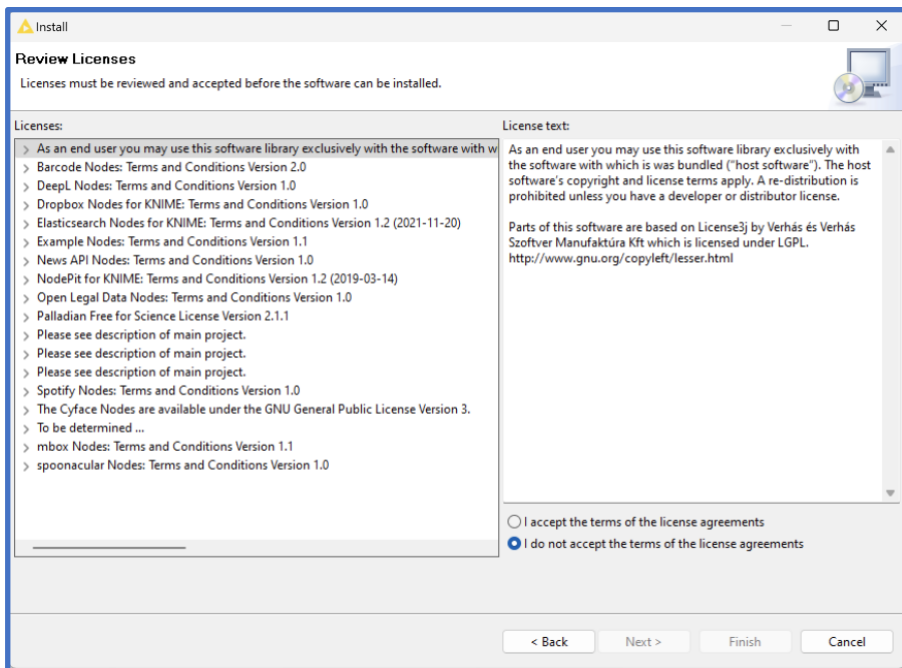 Install
Review Licenses
Licenses must be reviewed and accepted before the software can be installed.
Licenses:
As an end user you may use this software library exclusively with the software with w
Barcode Nodes: Terms and Conditions Version 2.0
DeepL Nodes: Terms and Conditions Version 1.0
Dropbox Nodes for KNIME: Terms and Conditions Version 1.0
Elasticsearch Nodes for KNIME: Terms and Conditions Version 1.2 (2021-11-20)
Example Nodes: Terms and Conditions Version 1.1
News API Nodes: Terms and Conditions Version 1.0
NodePit for KNIME: Terms and Conditions Version 1.2 (2019-03-14)
Open Legal Data Nodes: Terms and Conditions Version 1.0
Palladian Free for Science License Version 2.1.1
Please see description of main project.
Please see description of main project.
Please see description of main project.
Spotify Nodes: Terms and Conditions Version 1.0
The Cyface Nodes are available under the GNU General Public License Version 3.
To be determined ...
mbox Nodes: Terms and Conditions Version 1.1
spoonacular Nodes: Terms and Conditions Version 1.0
License text:
As an end user you may use this software library exclusively with
the software with which is was bundled ("host software"). The host
software's copyright and license terms apply. A re-distribution is
prohibited unless you have a developer or distributor license.
Parts of this software are based on License3j by Verhás és Verhás
Szoftver Manufaktúra Kft which is licensed under LGPL.
http://www.gnu.org/copyleft/lesser.html
I accept the terms of the license agreements
I do not accept the terms of the license agreements
< Back
Next >
Finish
Cancel